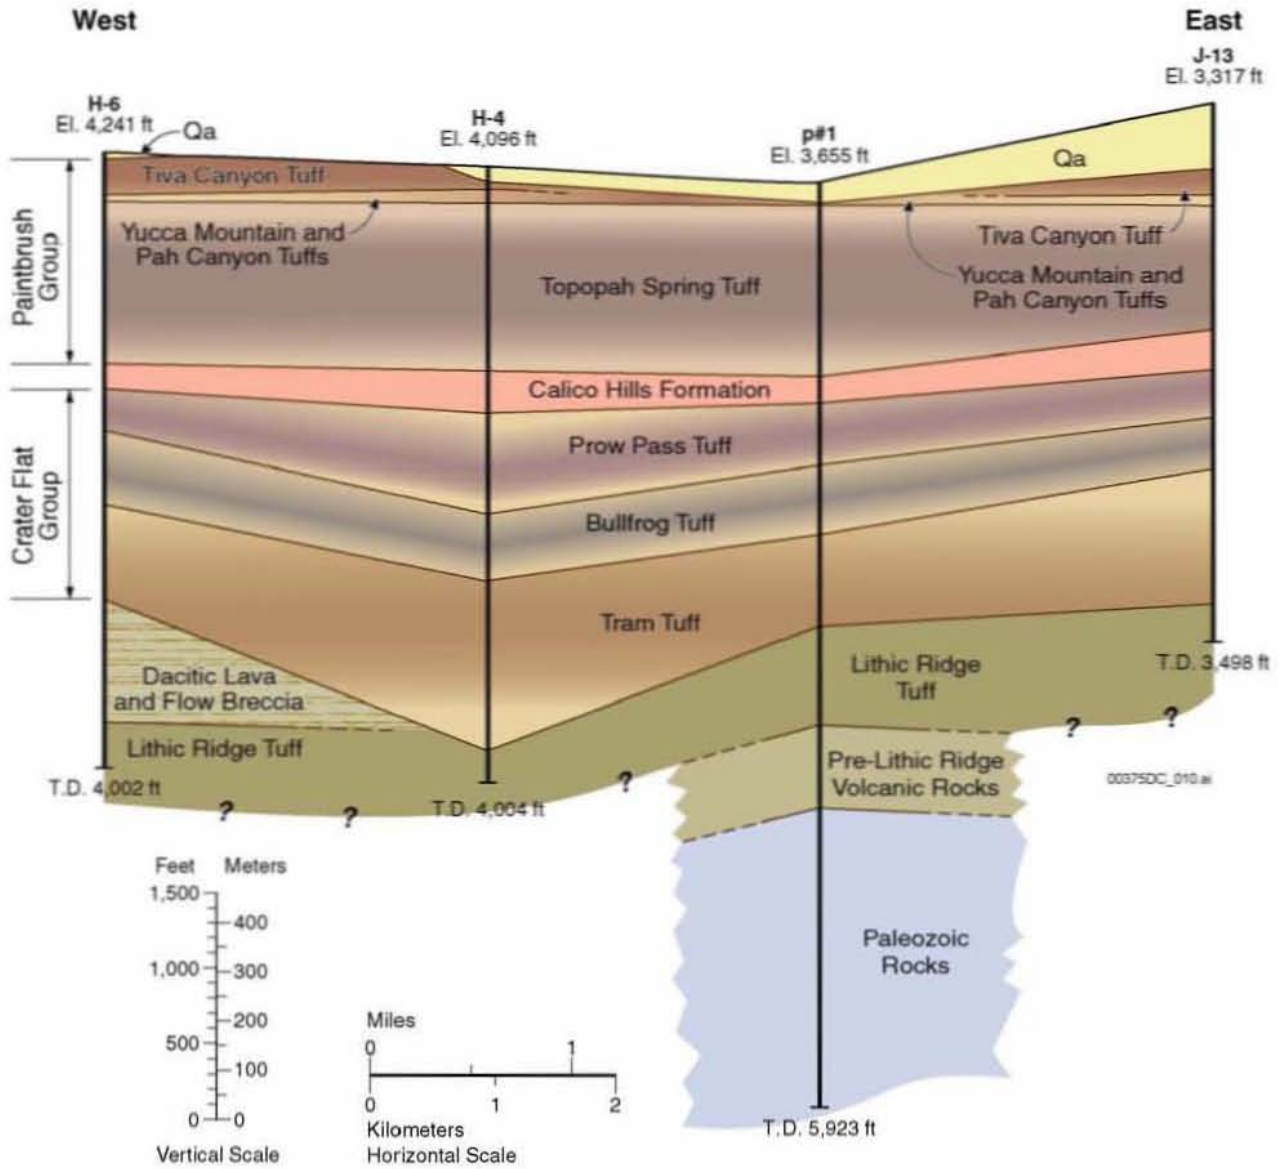 West
East
J-13
El. 3,317 ft
H-6
El. 4,241 ft
Qa
H-4
El. 4,096 ft
p#1
El. 3,655 ft
Qa
Tiva Canyon Tuff
Yucca Mountain and
Pah Canyon Tuffs
Tiva Canyon Tuff
Yucca Mountain and
Pah Canyon Tuffs
Paintbrush
Group
Topopah Spring Tuff
Calico Hills Formation
Prow Pass Tuff
Crater Flat
Group
Bullfrog Tuff
Tram Tuff
Dacitic Lava
and Flow Breccia
Lithic Ridge
Tuff
T.D. 3,498 ft
Lithic Ridge Tuff
Pre-Lithic Ridge
Volcanic Rocks
00375DC_010.ai
T.D. 4,002 ft
T.D. 4,004 ft
? ? ? ? ?
Feet Meters
1,500
400
1,000
300
200
500
100
0 0
Vertical Scale
Miles
0 1
0 1 2
Kilometers
Horizontal Scale
Paleozoic
Rocks
T.D. 5,923 ft